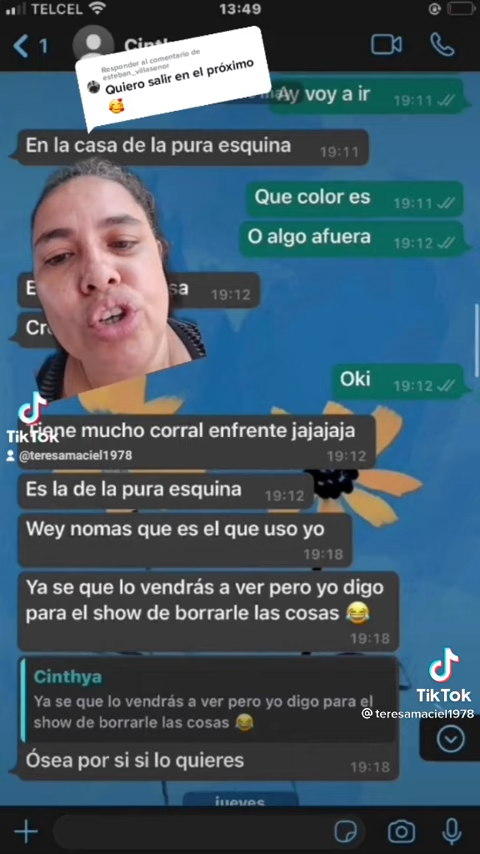 TELCEL
13:49
1
Responder al comentario de
esteban_villasenor
Quiero salir en el próximo
🥰
Ay voy a ir 19:11
En la casa de la pura esquina 19:11
Que color es 19:11
O algo afuera 19:12
19:12
Oki 19:12
Tiene mucho corral enfrente jajajaja
19:12
TikTok
@teresamaciel1978
Es la de la pura esquina 19:12
Wey nomas que es el que uso yo
19:18
Ya se que lo vendrás a ver pero yo digo
para el show de borrarle las cosas 😂
19:18
Cinthya
Ya se que lo vendrás a ver pero yo digo para el
show de borrarle las cosas 😂
Ósea por si si lo quieres 19:18
TikTok
@teresamaciel1978
jueves